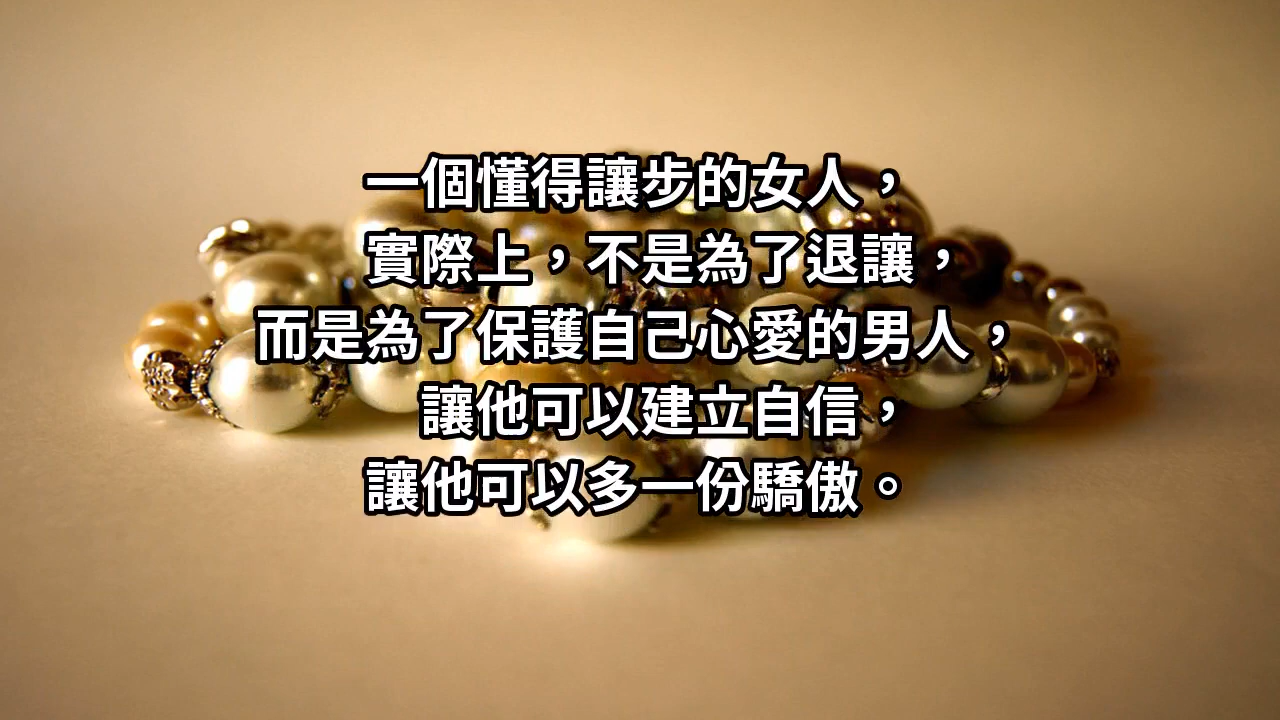 一個懂得讓步的女人，
實際上，不是為了退讓，
而是為了保護自己心愛的男人，
讓他可以建立自信，
讓他可以多一份驕傲。